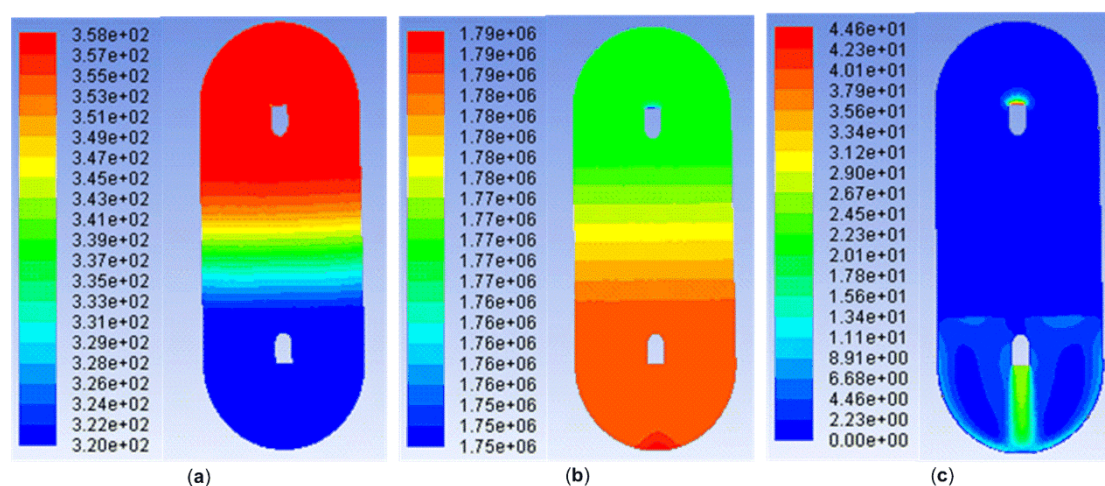 3.58e+02
3.57e+02
3.55e+02
3.53e+02
3.51e+02
3.49e+02
3.47e+02
3.45e+02
3.43e+02
3.41e+02
3.39e+02
3.37e+02
3.35e+02
3.33e+02
3.31e+02
3.29e+02
3.28e+02
3.26e+02
3.24e+02
3.22e+02
3.20e+02
(a)
1.79e+06
1.79e+06
1.79e+06
1.78e+06
1.78e+06
1.78e+06
1.78e+06
1.78e+06
1.77e+06
1.77e+06
1.77e+06
1.77e+06
1.77e+06
1.76e+06
1.76e+06
1.76e+06
1.76e+06
1.76e+06
1.75e+06
1.75e+06
1.75e+06
(b)
4.46e+01
4.23e+01
4.01e+01
3.79e+01
3.56e+01
3.34e+01
3.12e+01
2.90e+01
2.67e+01
2.45e+01
2.23e+01
2.01e+01
1.78e+01
1.56e+01
1.34e+01
1.11e+01
8.91e+00
6.68e+00
4.46e+00
2.23e+00
0.00e+00
(c)